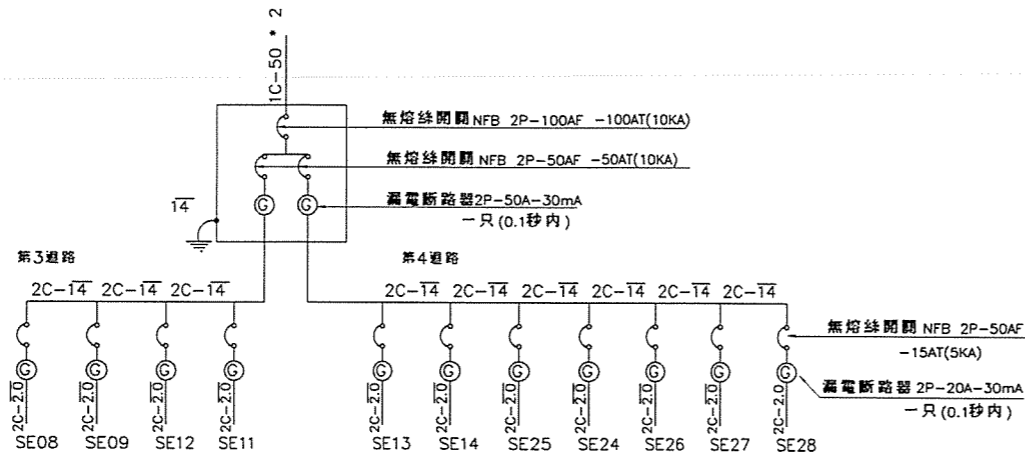 1C-50 * 2
無熔絲開關 NFB 2P-100AF -100AT(10KA)
無熔絲開關 NFB 2P-50AF -50AT(10KA)
漏電斷路器2P-50A-30mA
一只(0.1秒內)
G G
14
第3迴路
第4迴路
2C-14 2C-14 2C-14
2C-14 2C-14 2C-14 2C-14 2C-14 2C-14
無熔絲開關 NFB 2P-50AF
-15AT(5KA)
G G G G G G G G G G G
漏電斷路器 2P-20A-30mA
一只(0.1秒內)
2C-2.0 2C-2.0 2C-2.0 2C-2.0 2C-2.0 2C-2.0 2C-2.0 2C-2.0 2C-2.0 2C-2.0 2C-2.0
SE08 SE09 SE12 SE11 SE13 SE14 SE25 SE24 SE26 SE27 SE28